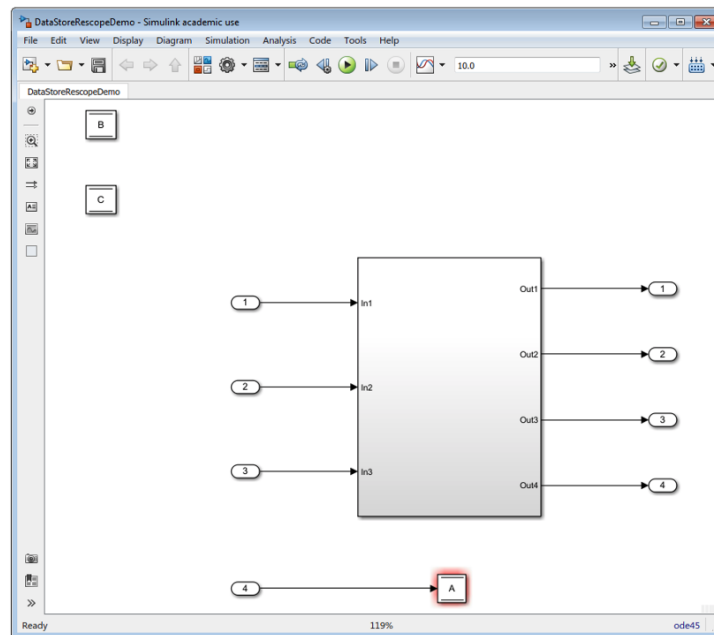 DataStoreRescopeDemo - Simulink academic use
File Edit View Display Diagram Simulation Analysis Code Tools Help
10.0 »
DataStoreRescopeDemo
B
C
1 In1 Out1 1
Out2 2
2 In2
Out3 3
3 In3
Out4 4
4 A
»
Ready 119% ode45